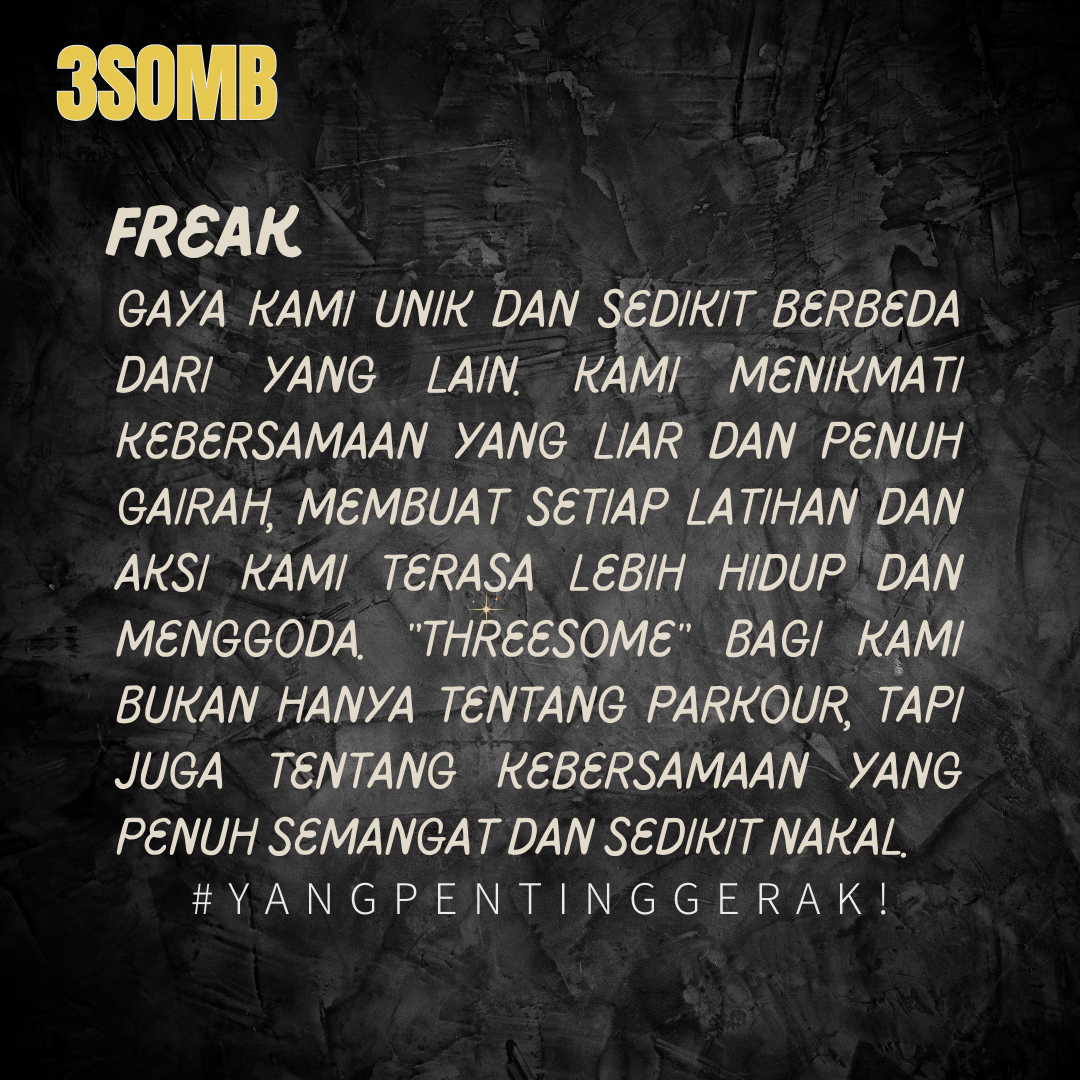 3SOMB
FREAK
GAYA KAMI UNIK DAN SEDIKIT BERBEDA
DARI YANG LAIN. KAMI MENIKMATI
KEBERSAMAAN YANG LIAR DAN PENUH
GAIRAH, MEMBUAT SETIAP LATIHAN DAN
AKSI KAMI TERASA LEBIH HIDUP DAN
MENGGODA. "THREESOME" BAGI KAMI
BUKAN HANYA TENTANG PARKOUR, TAPI
JUGA TENTANG KEBERSAMAAN YANG
PENUH SEMANGAT DAN SEDIKIT NAKAL.
#YANGPENTINGGERAK!